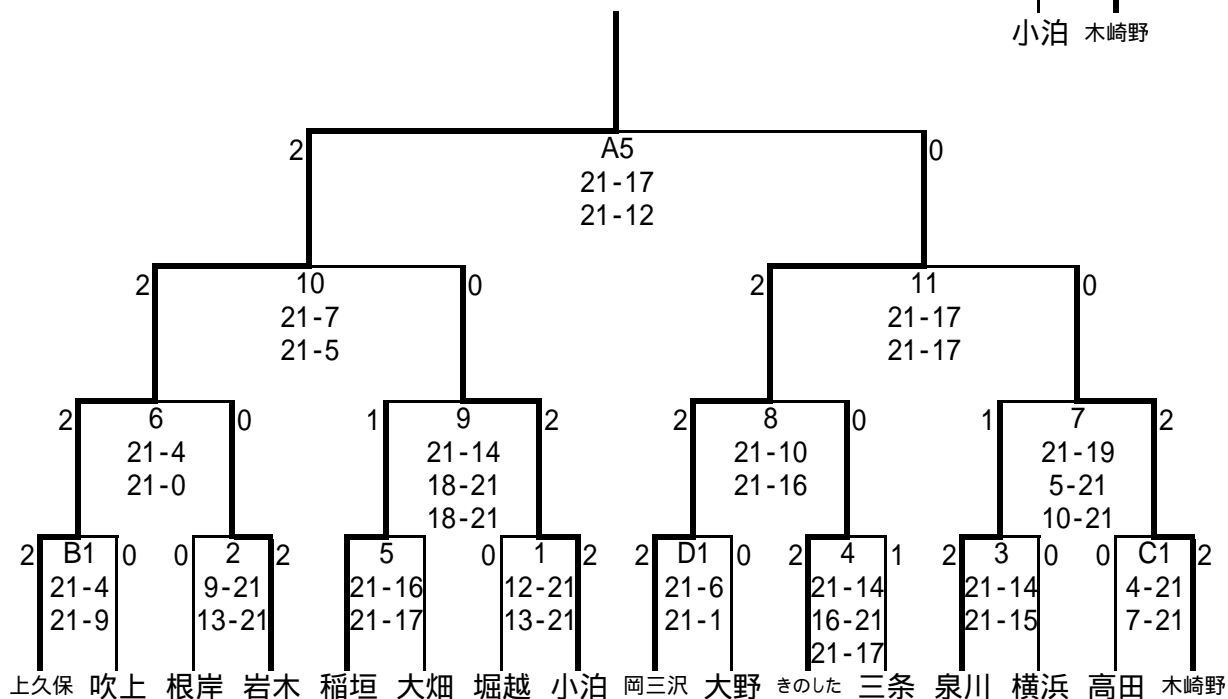 小泊 木崎野
2 A5 0
21-17
21-12
2 10 0 2 11 0
21-7 21-17
21-5 21-17
2 6 0 1 9 2 2 8 0 1 7 2
21-4 21-14 21-10 21-19
21-0 18-21 21-16 5-21
18-21 10-21
2 B1 0 0 2 2 5 0 1 2 2 D1 0 2 4 1 2 3 0 0 C1 2
21-4 9-21 21-16 12-21 21-6 21-14 21-14 4-21
21-9 13-21 21-17 13-21 21-1 16-21 21-15 7-21
21-17
上久保 吹上 根岸 岩木 稲垣 大畑 堀越 小泊 岡三沢 大野 きのした 三条 泉川 横浜 高田 木崎野